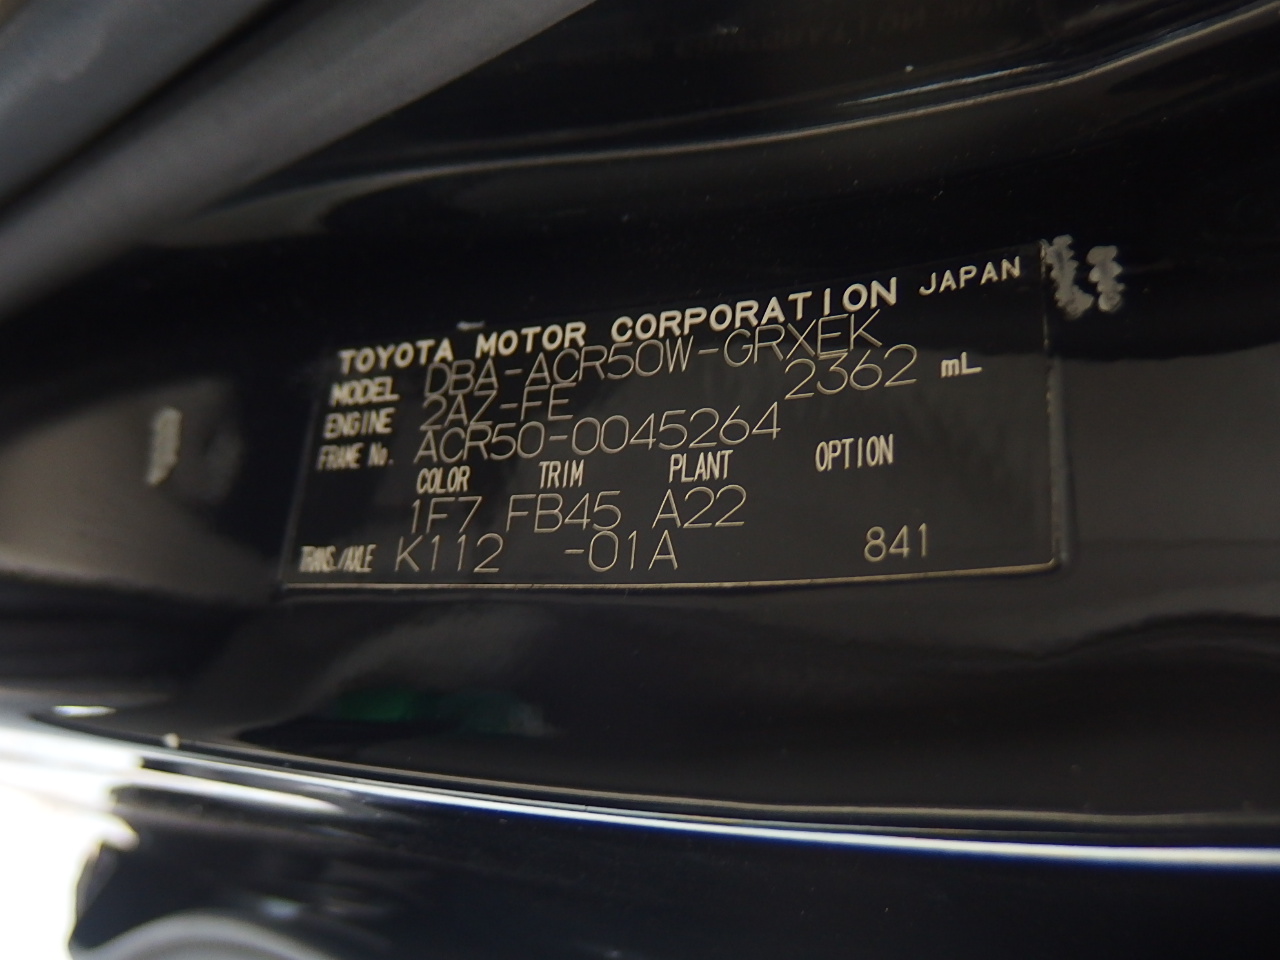 TOYOTA MOTOR CORPORATION JAPAN
MODEL DBA-ACR50W-GRXEK
ENGINE 2AZ-FE 2362 mL
FRAME No. ACR50-0045264
COLOR TRIM PLANT OPTION
1F7 FB45 A22
TRANS./AXLE K112 -01A 841